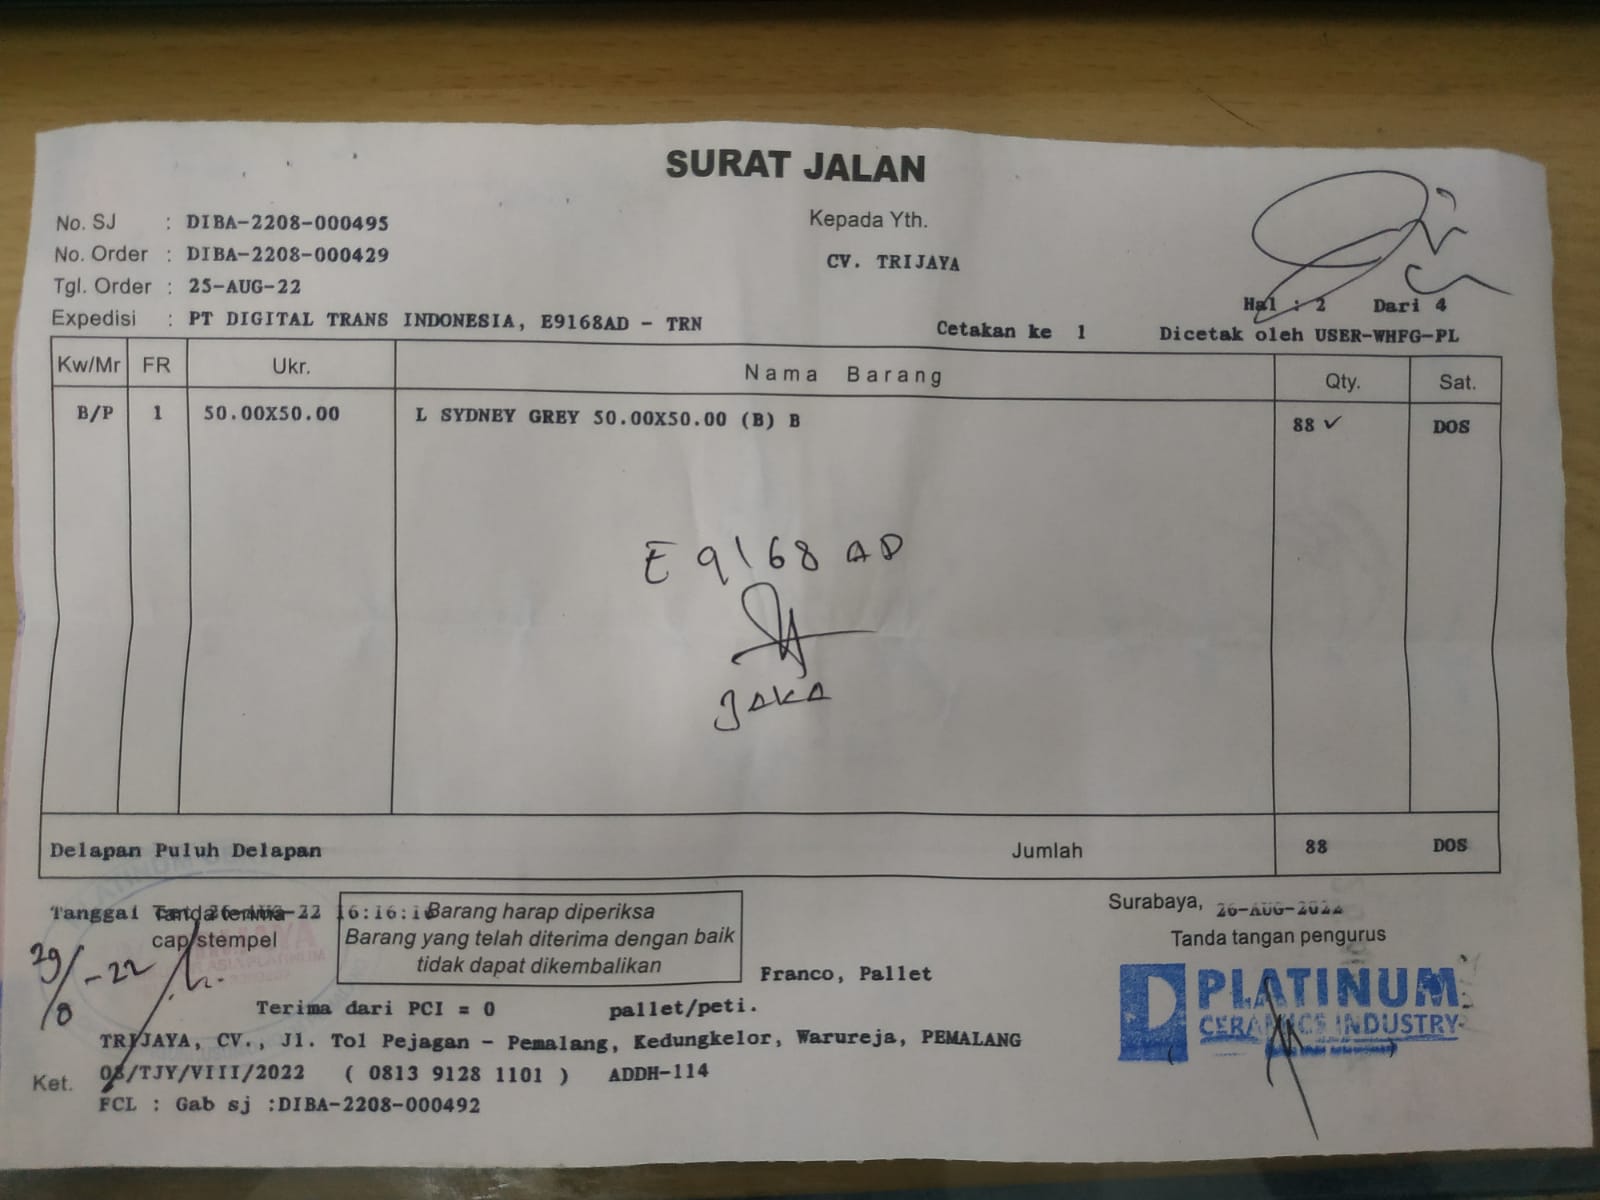 SURAT JALAN
No. SJ : DIBA-2208-000495
Kepada Yth.
No. Order : DIBA-2208-000429
CV. TRIJAYA
Tgl. Order : 25-AUG-22
Hal : 2 Dari 4
Expedisi : PT DIGITAL TRANS INDONESIA, E9168AD - TRN
Cetakan ke 1
Dicetak oleh USER-WHFG-PL
Kw/Mr FR Ukr. Nama Barang Qty. Sat.
B/P 1 50.00X50.00 L SYDNEY GREY 50.00X50.00 (B) B 88 ✓ DOS
E 9168 AD
JAKA
Delapan Puluh Delapan Jumlah 88 DOS
Tanggal Cet 26-AUG-22 16:16:16
Tanda terima
cap stempel
29/8-22
Barang harap diperiksa
Barang yang telah diterima dengan baik
tidak dapat dikembalikan
Franco, Pallet
Surabaya, 26-AUG-2022
Tanda tangan pengurus
PLATINUM
CERAMICS INDUSTRY
Terima dari PCI = 0 pallet/peti.
TRIJAYA, CV., Jl. Tol Pejagan - Pemalang, Kedungkelor, Warureja, PEMALANG
Ket. 08/TJY/VIII/2022 ( 0813 9128 1101 ) ADDH-114
FCL : Gab sj :DIBA-2208-000492